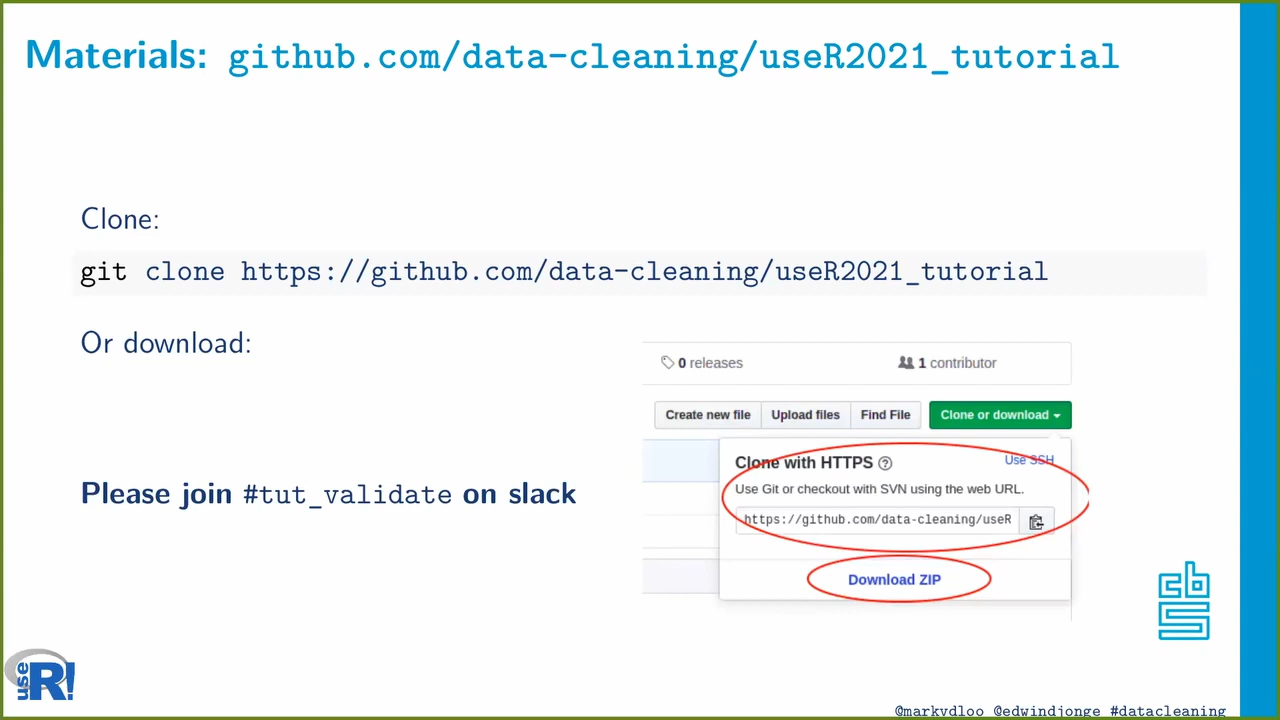 Materials: github.com/data-cleaning/useR2021_tutorial
Clone:
git clone https://github.com/data-cleaning/useR2021_tutorial
Or download:
0 releases
1 contributor
Create new file
Upload files
Find File
Clone or download
Clone with HTTPS ?
Use SSH
Use Git or checkout with SVN using the web URL.
https://github.com/data-cleaning/useR
Download ZIP
Please join #tut_validate on slack
cbs
use R!
@markvdloo @edwindjonge #datacleaning